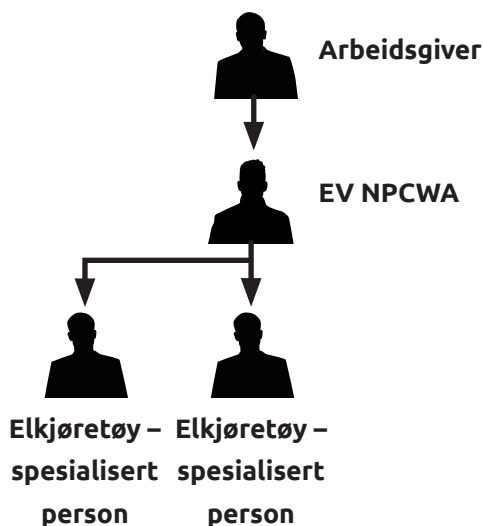 Arbeidsgiver
EV NPCWA
Elkjøretøy –
spesialisert
person
Elkjøretøy –
spesialisert
person